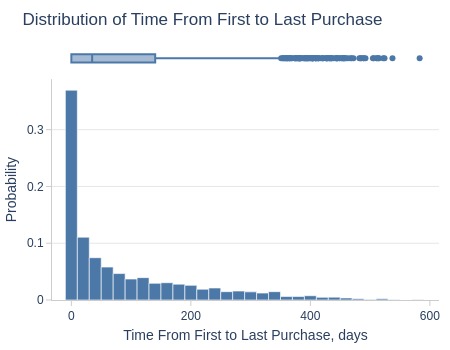 Distribution of Time From First to Last Purchase
0.3
0.2
0.1
0
0 200 400 600
Probability
Time From First to Last Purchase, days